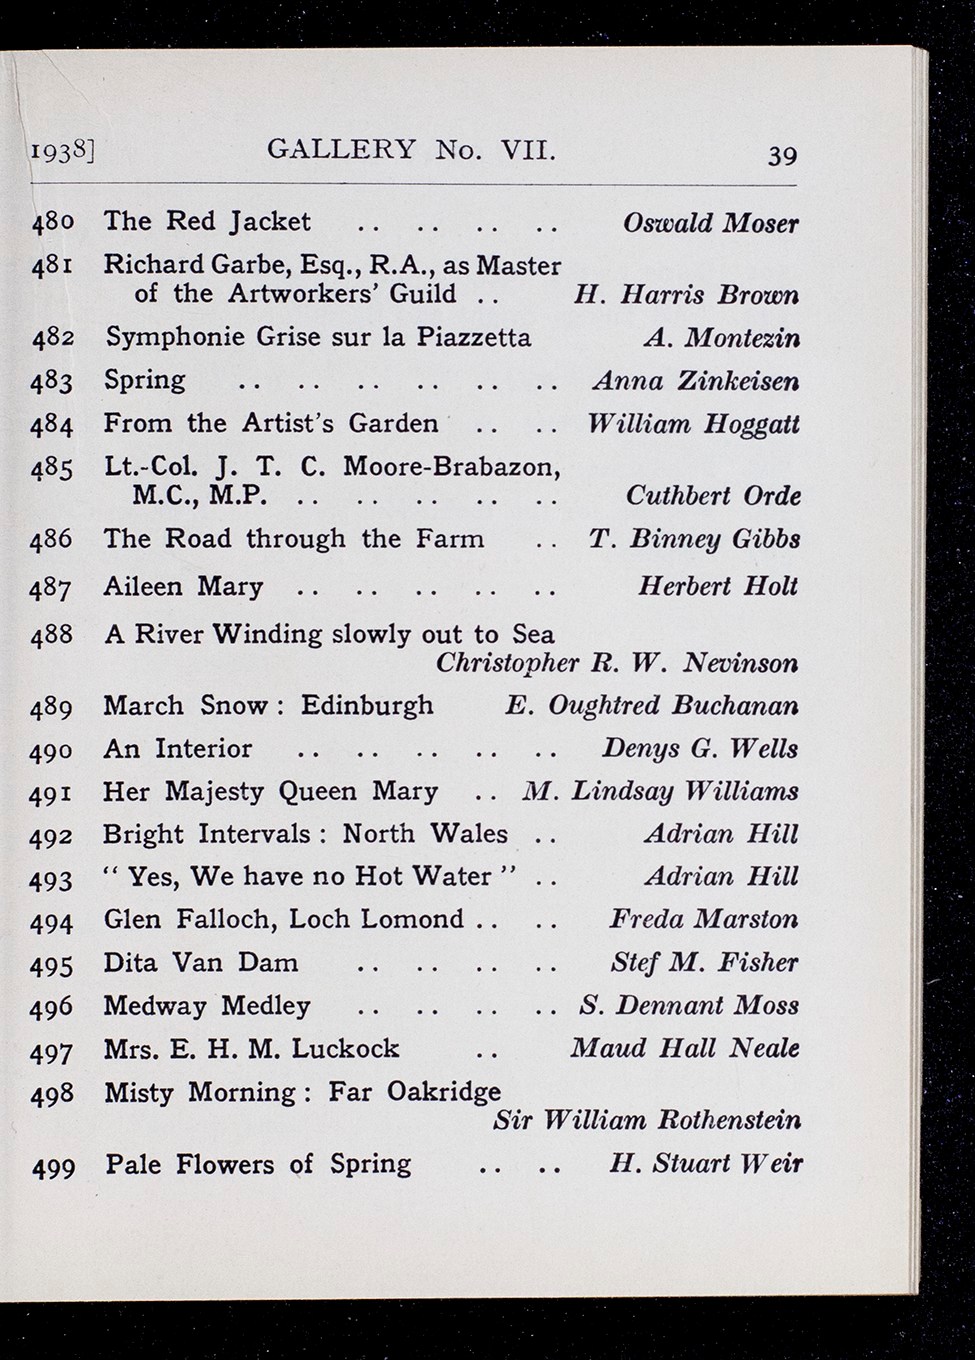 1938] GALLERY No. VII. 39
480 The Red Jacket .. .. .. .. Oswald Moser
481 Richard Garbe, Esq., R.A., as Master
of the Artworkers' Guild .. H. Harris Brown
482 Symphonie Grise sur la Piazzetta A. Montezin
483 Spring .. .. .. .. .. .. Anna Zinkeisen
484 From the Artist's Garden .. .. William Hoggatt
485 Lt.-Col. J. T. C. Moore-Brabazon,
M.C., M.P. .. .. .. .. .. Cuthbert Orde
486 The Road through the Farm .. T. Binney Gibbs
487 Aileen Mary .. .. .. .. .. Herbert Holt
488 A River Winding slowly out to Sea
Christopher R. W. Nevinson
489 March Snow : Edinburgh E. Oughtred Buchanan
490 An Interior .. .. .. .. .. Denys G. Wells
491 Her Majesty Queen Mary .. M. Lindsay Williams
492 Bright Intervals : North Wales .. Adrian Hill
493 " Yes, We have no Hot Water " .. Adrian Hill
494 Glen Falloch, Loch Lomond .. .. Freda Marston
495 Dita Van Dam .. .. .. .. Stef M. Fisher
496 Medway Medley .. .. .. .. S. Dennant Moss
497 Mrs. E. H. M. Luckock .. Maud Hall Neale
498 Misty Morning : Far Oakridge
Sir William Rothenstein
499 Pale Flowers of Spring .. .. H. Stuart Weir